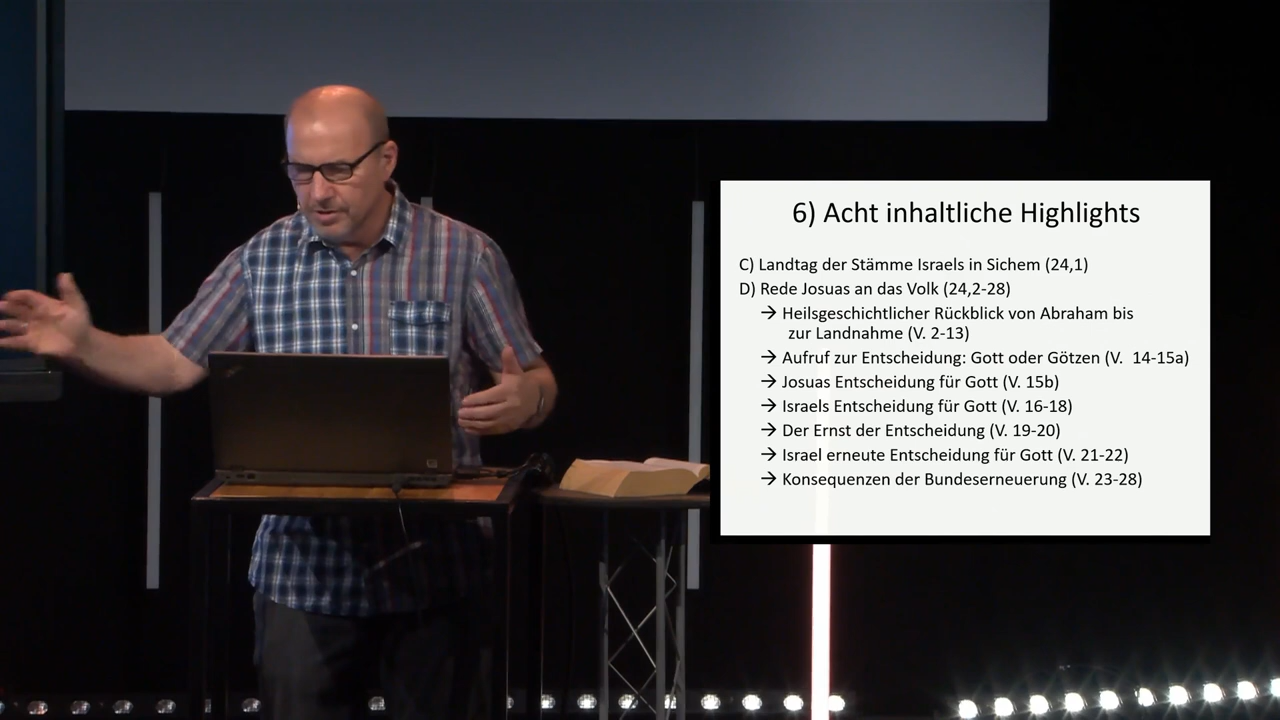 6) Acht inhaltliche Highlights
C) Landtag der Stämme Israels in Sichem (24,1)
D) Rede Josuas an das Volk (24,2-28)
→ Heilsgeschichtlicher Rückblick von Abraham bis
zur Landnahme (V. 2-13)
→ Aufruf zur Entscheidung: Gott oder Götzen (V. 14-15a)
→ Josuas Entscheidung für Gott (V. 15b)
→ Israels Entscheidung für Gott (V. 16-18)
→ Der Ernst der Entscheidung (V. 19-20)
→ Israel erneute Entscheidung für Gott (V. 21-22)
→ Konsequenzen der Bundeserneuerung (V. 23-28)